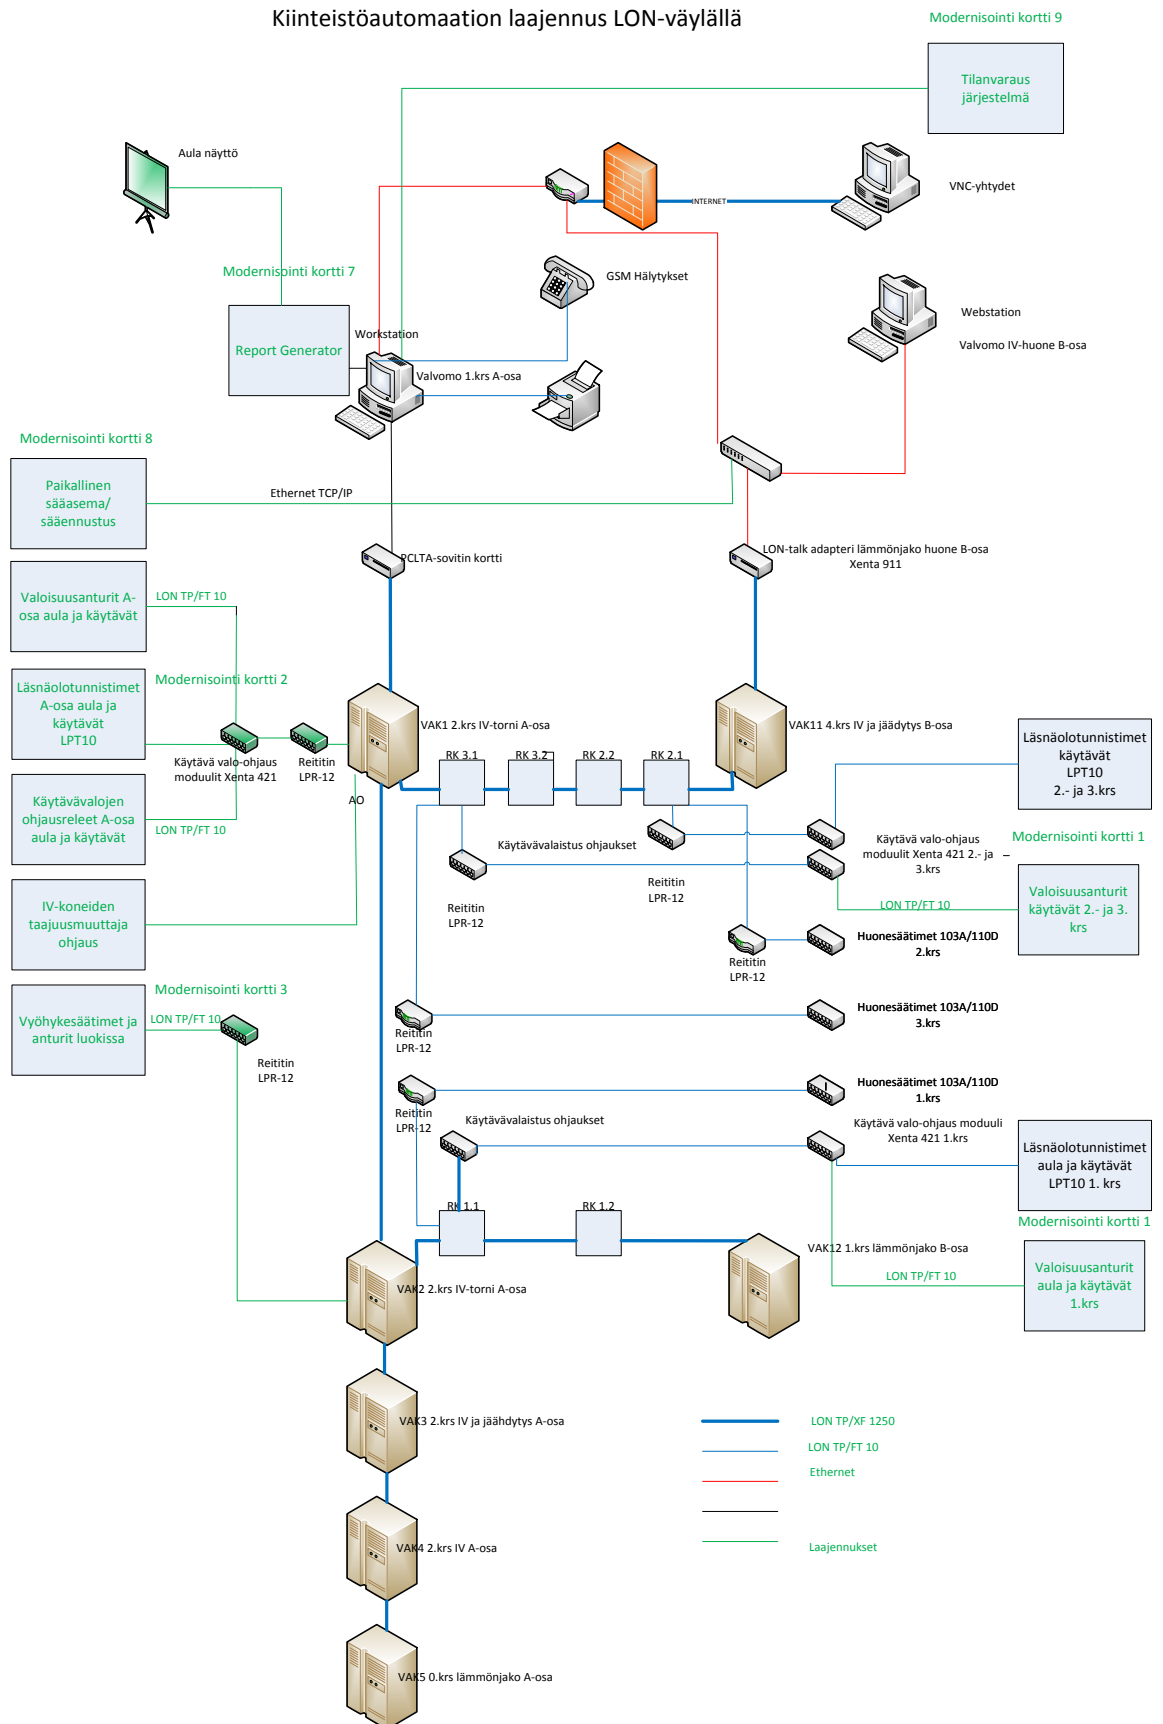 Kiinteistöautomaation laajennus LON-väylällä
Modernisointi kortti 9
Tilanvaraus
järjestelmä
Aula näyttö
VNC-yhtydet
INTERNET
Modernisointi kortti 7
GSM Hälytykset
Report Generator
Workstation
Valvomo 1.krs A-osa
Webstation
Valvomo IV-huone B-osa
Modernisointi kortti 8
Paikallinen
sääasema/
sääennustus
Ethernet TCP/IP
PCLTA-sovitin kortti
LON-talk adapteri lämmönjako huone B-osa
Xenta 911
Valoisuusanturit A-
osa aula ja käytävät
LON TP/FT 10
Modernisointi kortti 2
Läsnäolotunnistimet
A-osa aula ja
käytävät
LPT10
Käytävä valo-ohjaus
moduulit Xenta 421
Reititin
LPR-12
VAK1 2.krs IV-torni A-osa
VAK11 4.krs IV ja jäädytys B-osa
RK 3.1
RK 3.2
RK 2.2
RK 2.1
Läsnäolotunnistimet
käytävät
LPT10
2.- ja 3.krs
AO
Käytävävalojen
ohjausreleet A-osa
aula ja käytävät
LON TP/FT 10
Käytävävalaistus ohjaukset
Reititin
LPR-12
Reititin
LPR-12
Käytävä valo-ohjaus
moduulit Xenta 421 2.- ja
3.krs
Modernisointi kortti 1
Valoisuusanturit
käytävät 2.- ja 3.
krs
LON TP/FT 10
IV-koneiden
taajuusmuuttaja
ohjaus
Reititin
LPR-12
Huonesäätimet 103A/110D
2.krs
Modernisointi kortti 3
Vyöhykesäätimet ja
anturit luokissa
LON TP/FT 10
Reititin
LPR-12
Reititin
LPR-12
Huonesäätimet 103A/110D
3.krs
Reititin
LPR-12
Huonesäätimet 103A/110D
1.krs
Käytävävalaistus ohjaukset
Käytävä valo-ohjaus moduuli
Xenta 421 1.krs
Läsnäolotunnistimet
aula ja käytävät
LPT10 1. krs
RK 1.1
RK 1.2
Modernisointi kortti 1
VAK12 1.krs lämmönjako B-osa
LON TP/FT 10
Valoisuusanturit
aula ja käytävät
1.krs
VAK2 2.krs IV-torni A-osa
VAK3 2.krs IV ja jäähdytys A-osa
LON TP/XF 1250
LON TP/FT 10
Ethernet
Laajennukset
VAK4 2.krs IV A-osa
VAK5 0.krs lämmönjako A-osa